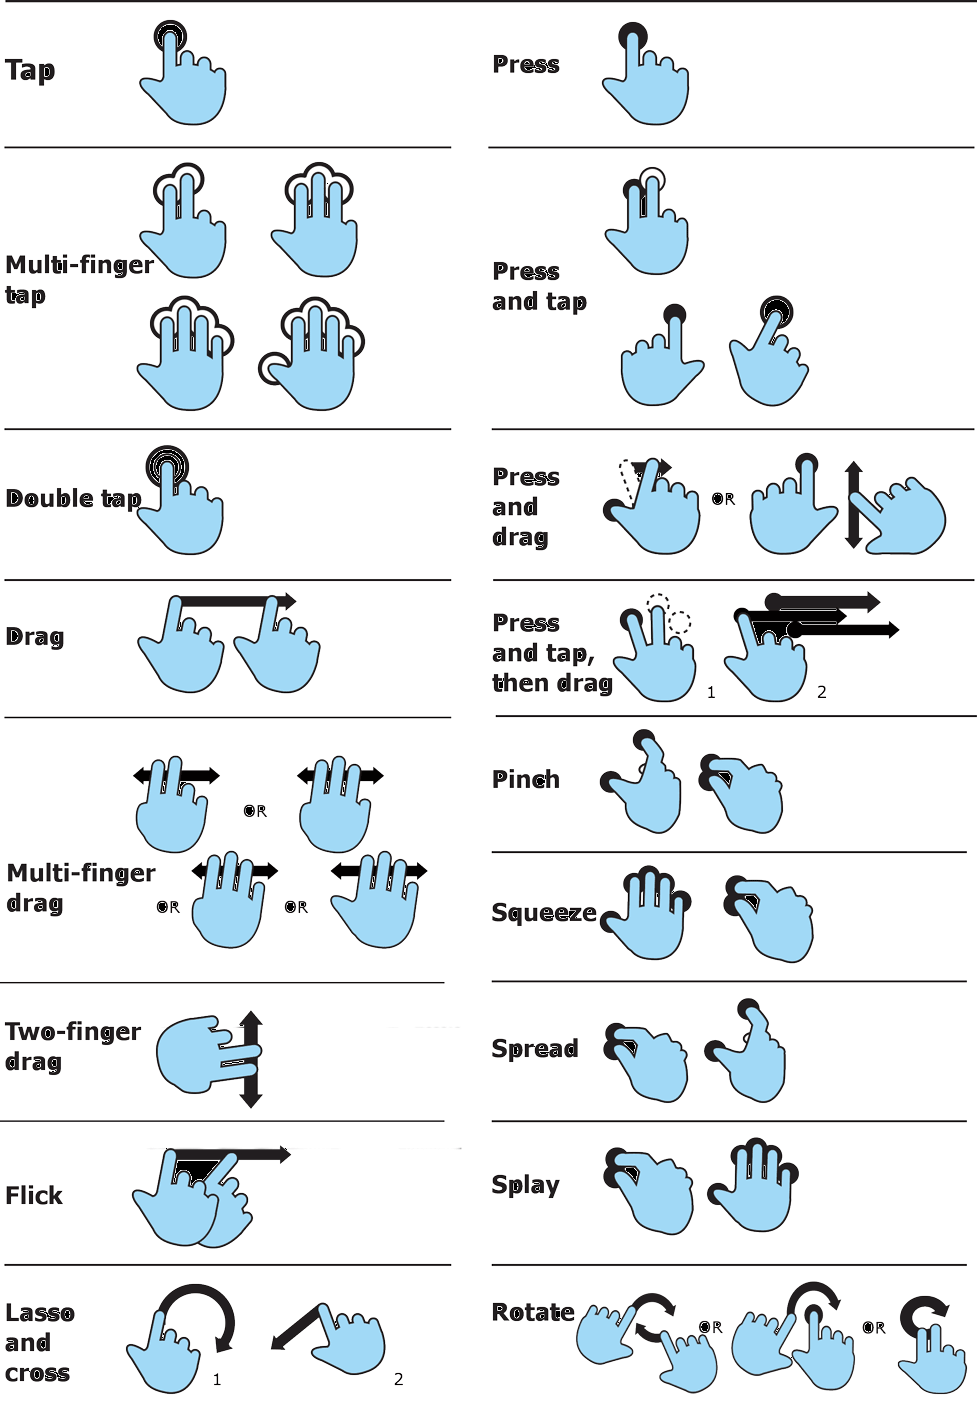 Tap
Press
Multi-finger
tap
Press
and tap
Double tap
Press
and
drag
OR
Drag
Press
and tap,
then drag
1
2
Multi-finger
drag
OR
OR
OR
Pinch
Squeeze
Two-finger
drag
Spread
Flick
Splay
Lasso
and
cross
1
2
Rotate
OR
OR